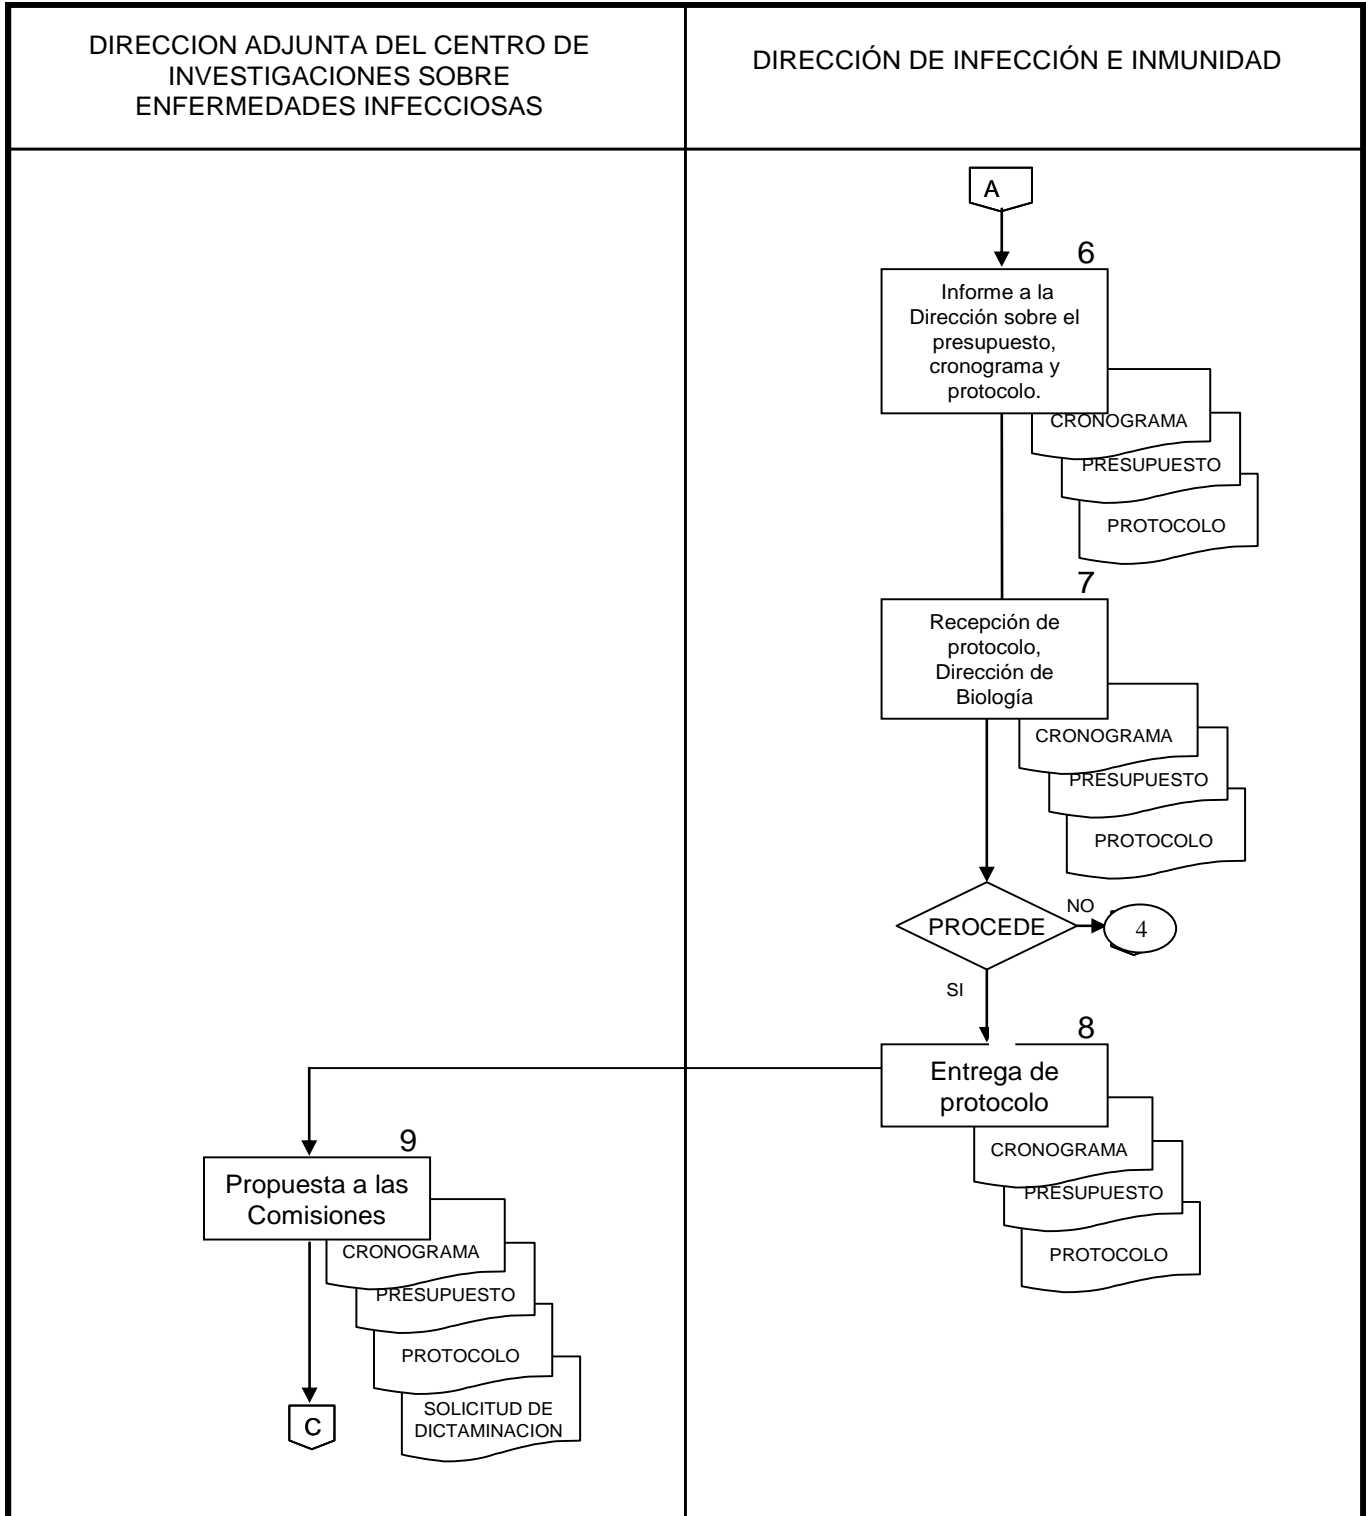 DIRECCION ADJUNTA DEL CENTRO DE
INVESTIGACIONES SOBRE
ENFERMEDADES INFECCIOSAS
DIRECCIÓN DE INFECCIÓN E INMUNIDAD
A
6
Informe a la
Dirección sobre el
presupuesto,
cronograma y
protocolo.
CRONOGRAMA
PRESUPUESTO
PROTOCOLO
7
Recepción de
protocolo,
Dirección de
Biología
CRONOGRAMA
PRESUPUESTO
PROTOCOLO
PROCEDE
NO
4
SI
8
Entrega de
protocolo
CRONOGRAMA
PRESUPUESTO
PROTOCOLO
9
Propuesta a las
Comisiones
CRONOGRAMA
PRESUPUESTO
PROTOCOLO
SOLICITUD DE
DICTAMINACION
C